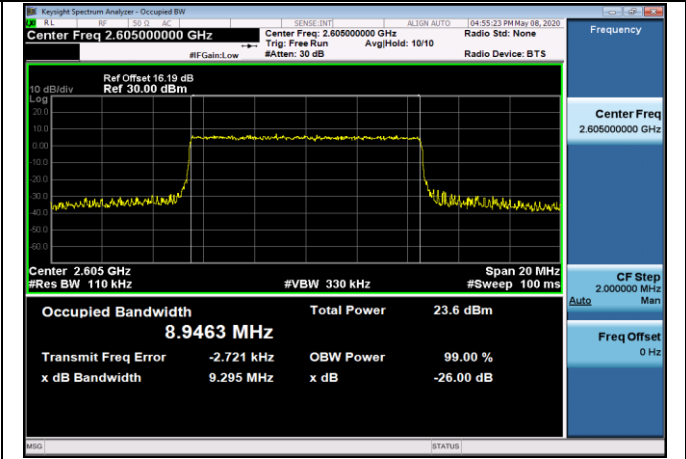 Keysight Spectrum Analyzer - Occupied BW
RL RF 50 Ω AC SENSE:INT ALIGN AUTO 04:55:23 PM May 08, 2020
Center Freq 2.605000000 GHz Center Freq: 2.605000000 GHz Radio Std: None Frequency
Trig: Free Run Avg|Hold: 10/10
#IFGain:Low #Atten: 30 dB Radio Device: BTS
Ref Offset 16.19 dB
10 dB/div Ref 30.00 dBm
Log
20.0
10.0
0.00
-10.0
-20.0
-30.0
-40.0
-50.0
-60.0
Center Freq
2.605000000 GHz
Center 2.605 GHz Span 20 MHz
#Res BW 110 kHz #VBW 330 kHz #Sweep 100 ms
CF Step
2.000000 MHz
Auto Man
Occupied Bandwidth Total Power 23.6 dBm
8.9463 MHz
Transmit Freq Error -2.721 kHz OBW Power 99.00 %
x dB Bandwidth 9.295 MHz x dB -26.00 dB
Freq Offset
0 Hz
MSG STATUS